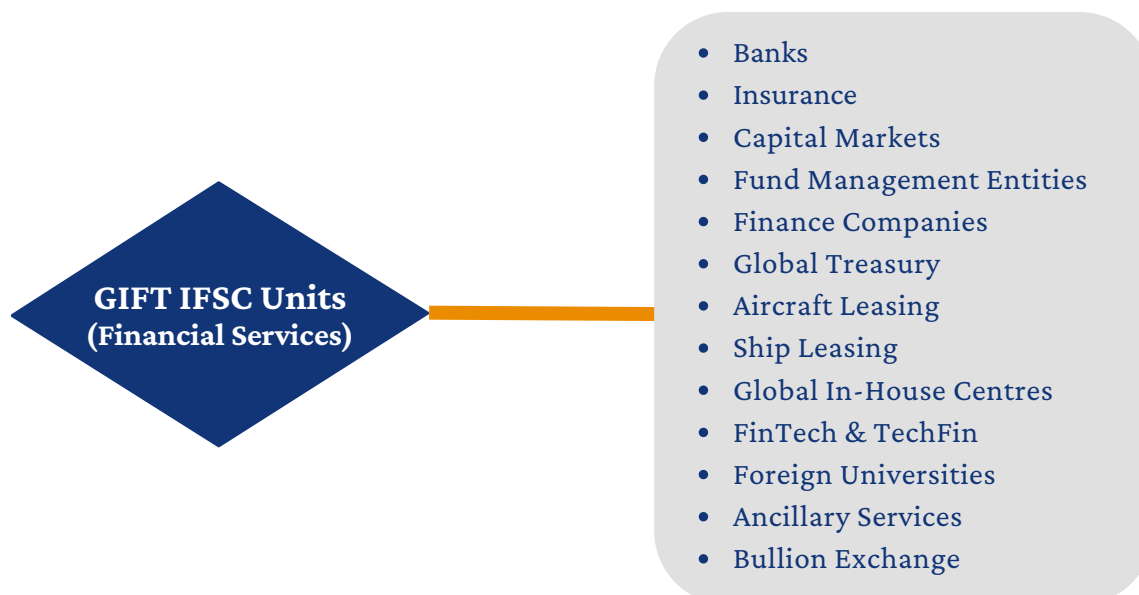 GIFT IFSC Units
(Financial Services)
• Banks
• Insurance
• Capital Markets
• Fund Management Entities
• Finance Companies
• Global Treasury
• Aircraft Leasing
• Ship Leasing
• Global In-House Centres
• FinTech & TechFin
• Foreign Universities
• Ancillary Services
• Bullion Exchange